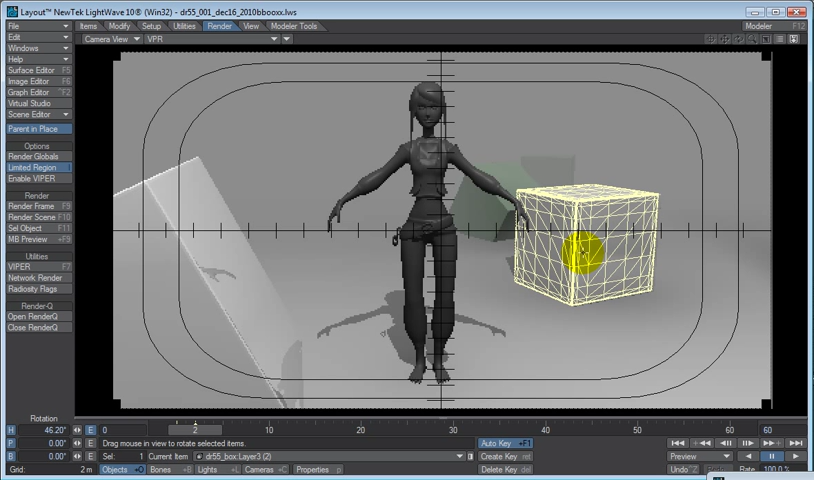 Layout™ NewTek LightWave 10® (Win32) - dr55_001_dec16_2010bbooxx.lws
File Items Modify Setup Utilities Render View Modeler Tools Modeler F12
Edit Camera View VPR
Windows
Help
Surface Editor F5
Image Editor F6
Graph Editor ^F2
Virtual Studio
Scene Editor
Parent in Place
Options
Render Globals
Limited Region l
Enable VIPER
Render
Render Frame F9
Render Scene F10
Sel Object F11
MB Preview +F9
Utilities
VIPER F7
Network Render
Radiosity Flags
Render-Q
Open RenderQ
Close RenderQ
Rotation
H 46.20° E 0 2 10 20 30 40 50 60 60
P 0.00° E Drag mouse in view to rotate selected items. Auto Key +F1
B 0.00° E Sel: 1 Current Item dr55_box:Layer3 (2) Create Key ret Preview
Grid: 2 m Objects +O Bones +B Lights +L Cameras +C Properties p Delete Key del Undo ^Z Rate 100.0 %